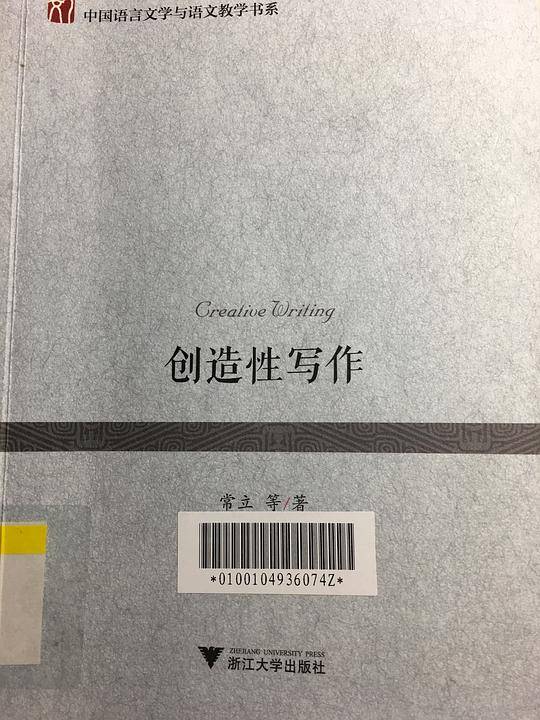 中国语言文学与语文教学书系
Creative Writing
创造性写作
常立 等/著
*0100104936074Z*
ZHEJIANG UNIVERSITY PRESS
浙江大学出版社